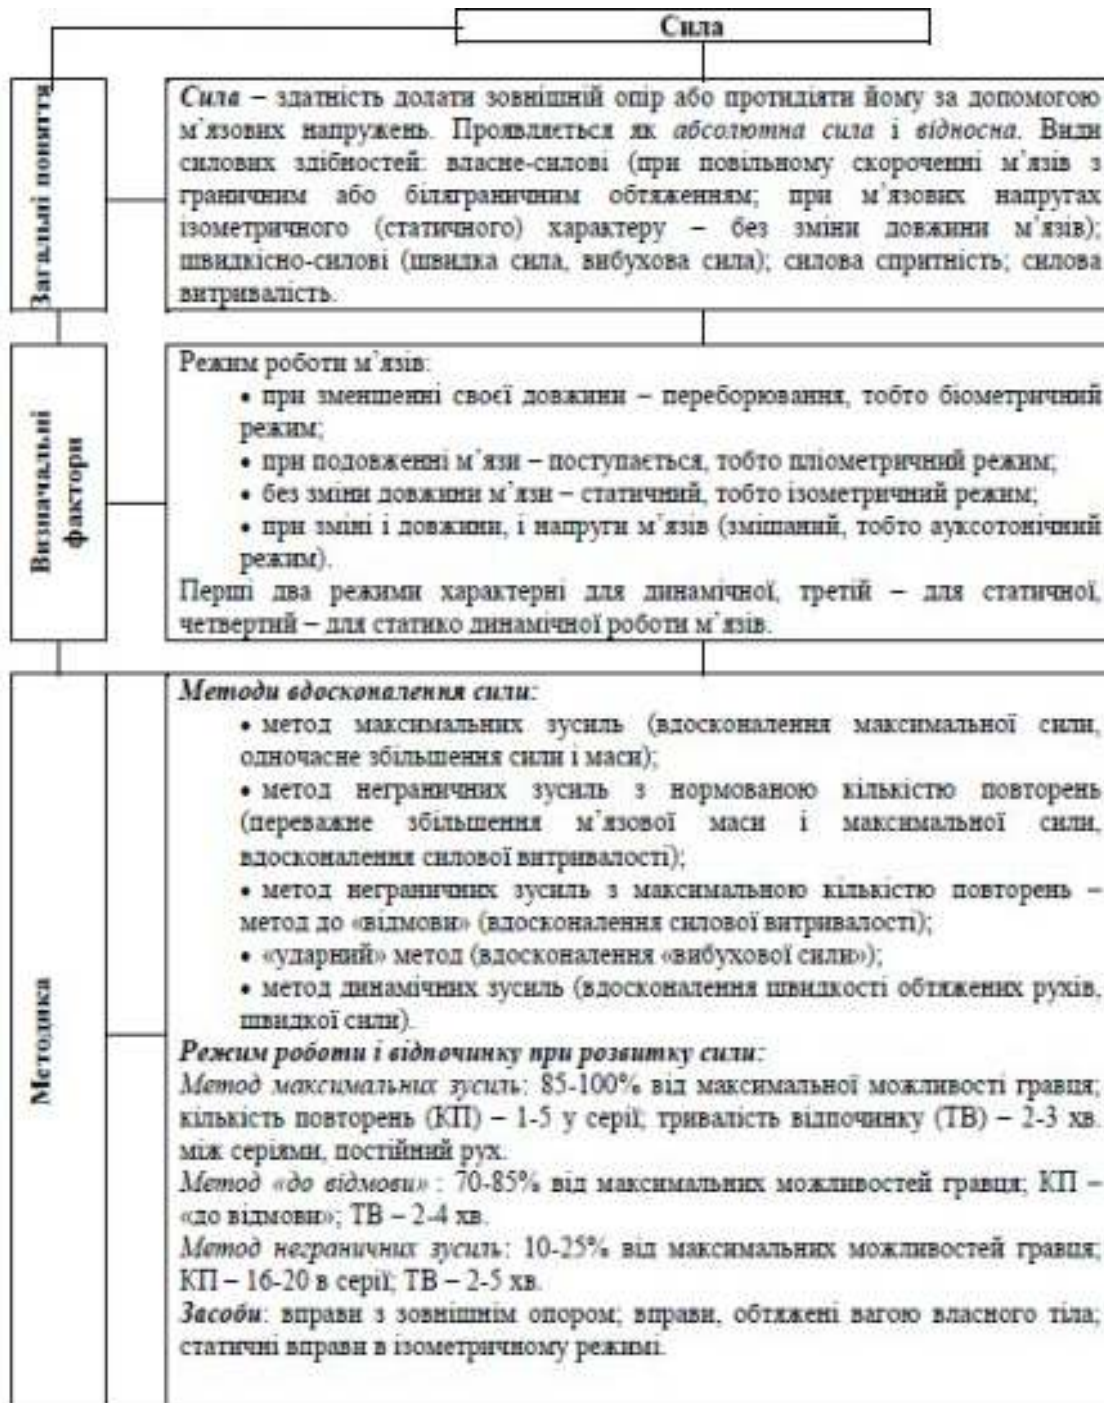 Сила
Загальні поняття
Сила – здатність долати зовнішній опір або протидіяти йому за допомогою
м’язових напружень. Проявляється як абсолютна сила і відносна. Види
силових здібностей: власне-силові (при повільному скороченні м’язів з
граничним або біляграничним обтяженням; при м’язових напругах
ізометричного (статичного) характеру – без зміни довжини м’язів);
швидкісно-силові (швидка сила, вибухова сила); силова спритність; силова
витривалість.
Визначальні
фактори
Режим роботи м’язів:
• при зменшенні своєї довжини – переборювання, тобто біометричний
режим;
• при подовженні м’язи – поступається, тобто пліометричний режим;
• без зміни довжини м’язи – статичний, тобто ізометричний режим;
• при зміні і довжини, і напруги м’язів (змішаний, тобто ауксотонічний
режим).
Перші два режими характерні для динамічної, третій – для статичної,
четвертий – для статико динамічної роботи м’язів.
Методика
Методи вдосконалення сили:
• метод максимальних зусиль (вдосконалення максимальної сили,
одночасне збільшення сили і маси);
• метод неграничних зусиль з нормованою кількістю повторень
(переважне збільшення м’язової маси і максимальної сили,
вдосконалення силової витривалості);
• метод неграничних зусиль з максимальною кількістю повторень –
метод до «відмови» (вдосконалення силової витривалості);
• «ударний» метод (вдосконалення «вибухової сили»);
• метод динамічних зусиль (вдосконалення швидкості обтяжених рухів,
швидкої сили).
Режим роботи і відпочинку при розвитку сили:
Метод максимальних зусиль: 85-100% від максимальної можливості гравця;
кількість повторень (КП) – 1-5 у серії; тривалість відпочинку (ТВ) – 2-3 хв.
між серіями, постійний рух.
Метод «до відмови» : 70-85% від максимальних можливостей гравця; КП –
«до відмови»; ТВ – 2-4 хв.
Метод неграничних зусиль: 10-25% від максимальних можливостей гравця;
КП – 16-20 в серії; ТВ – 2-5 хв.
Засоби: вправи з зовнішнім опором; вправи, обтяжені вагою власного тіла;
статичні вправи в ізометричному режимі.